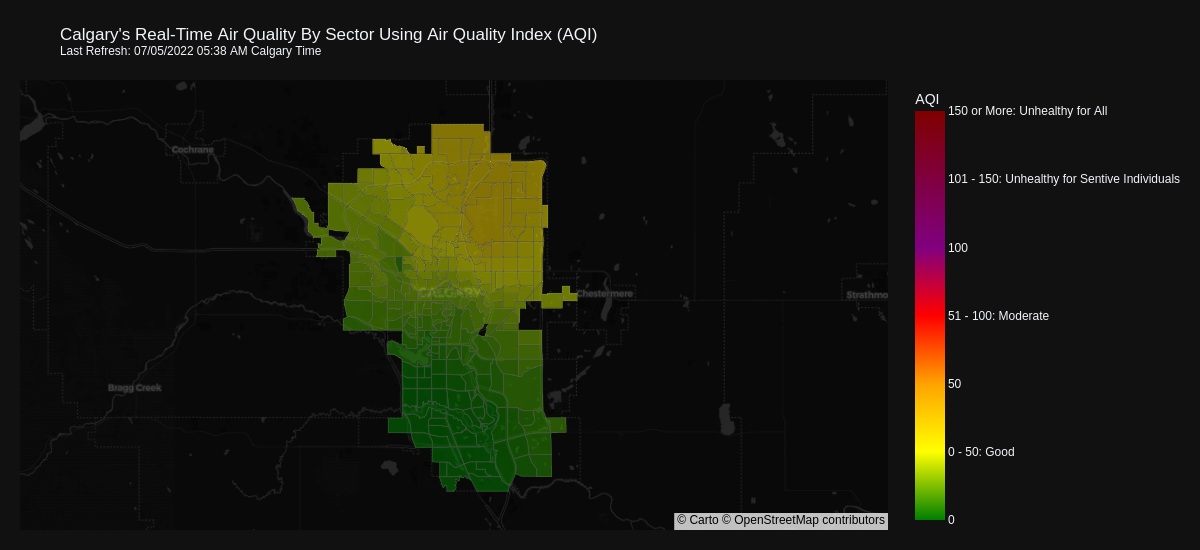 Calgary's Real-Time Air Quality By Sector Using Air Quality Index (AQI)
Last Refresh: 07/05/2022 05:38 AM Calgary Time
AQI
150 or More: Unhealthy for All
Cochrane
101 - 150: Unhealthy for Sentive Individuals
100
CALGARY
Chestermere
Strathmo
51 - 100: Moderate
50
Bragg Creek
0 - 50: Good
0
© Carto © OpenStreetMap contributors